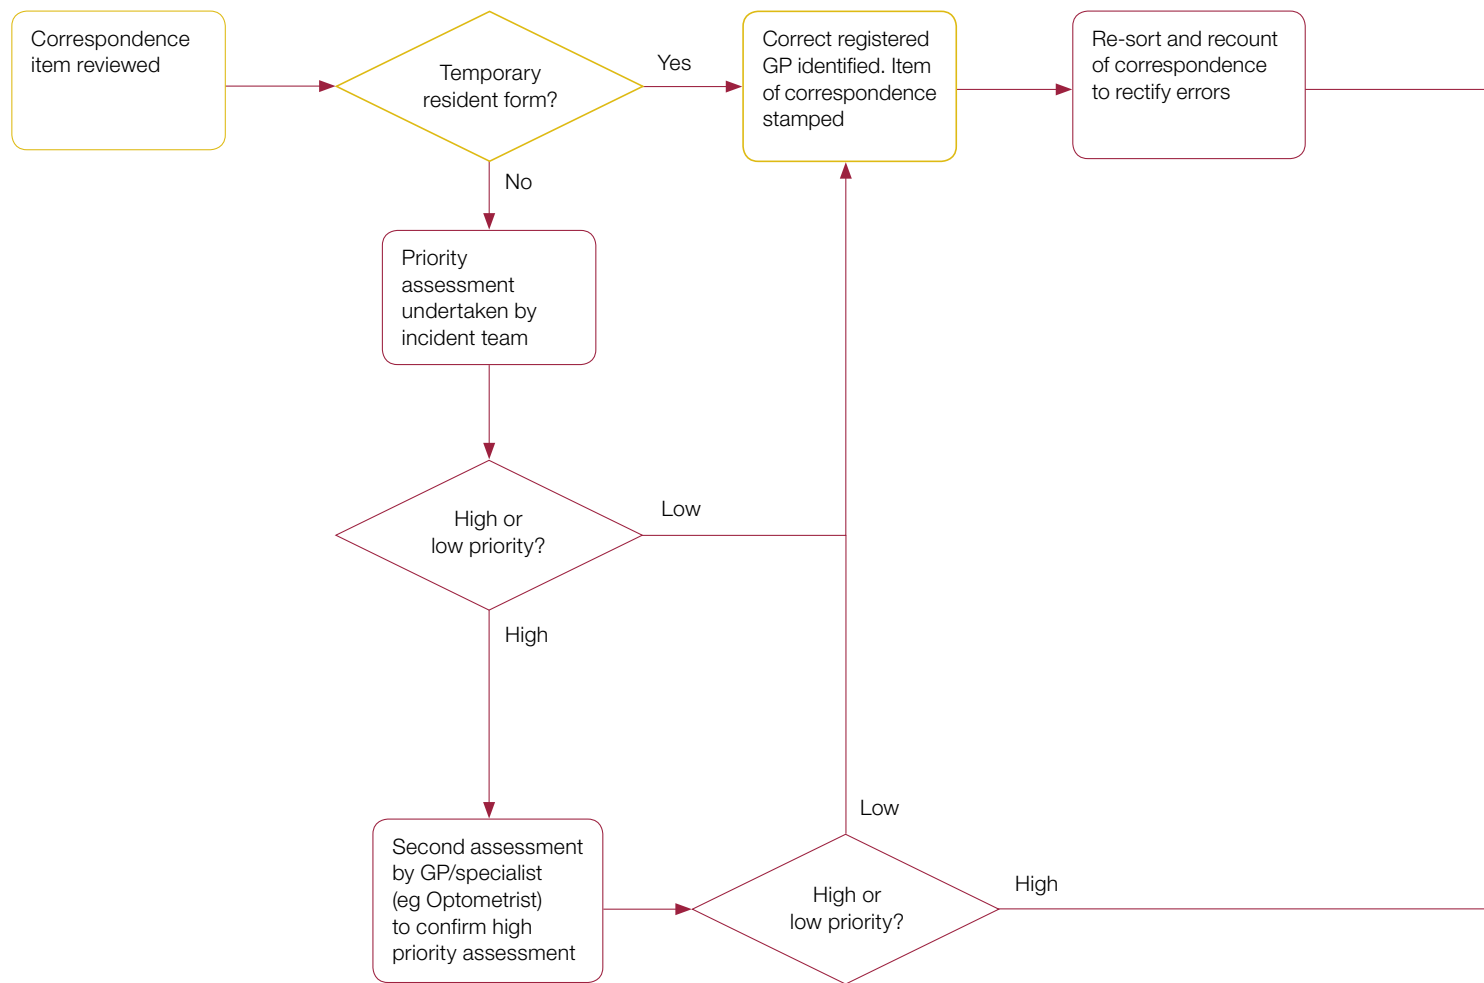 Correspondence
item reviewed
Temporary
resident form?
Yes
Correct registered
GP identified. Item
of correspondence
stamped
Re-sort and recount
of correspondence
to rectify errors
No
Priority
assessment
undertaken by
incident team
High or
low priority?
Low
High
Second assessment
by GP/specialist
(eg Optometrist)
to confirm high
priority assessment
High or
low priority?
Low
High